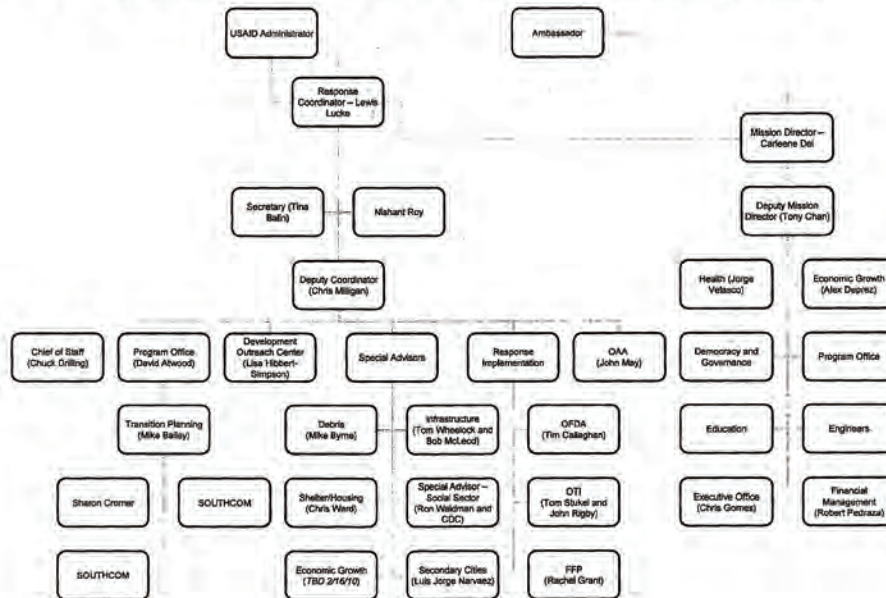 USAID Administrator
Ambassador
Response
Coordinator – Lewis
Lucke
Mission Director –
Carleene Dei
Secretary (Tina
Balin)
Nishant Roy
Deputy Mission
Director (Tony Chan)
Deputy Coordinator
(Chris Milligan)
Health (Jorge
Velasco)
Economic Growth
(Alex Deprez)
Chief of Staff
(Chuck Drilling)
Program Office
(David Atwood)
Development
Outreach Center
(Lisa Hibbert-
Simpson)
Special Advisors
Response
Implementation
OAA
(John May)
Democracy and
Governance
Program Office
Transition Planning
(Mike Bailey)
Debris
(Mike Byrne)
Infrastructure
(Tom Wheelock and
Bob McLeod)
OFDA
(Tim Callaghan)
Education
Engineers
Sharon Cromer
SOUTHCOM
Shelter/Housing
(Chris Ward)
Special Advisor –
Social Sector
(Ron Waldman and
CDC)
OTI
(Tom Stukel and
John Rigby)
Executive Office
(Chris Gomes)
Financial
Management
(Robert Pedraza)
SOUTHCOM
Economic Growth
(TBD 2/16/10)
Secondary Cities
(Luis Jorge Narvaez)
FFP
(Rachel Grant)